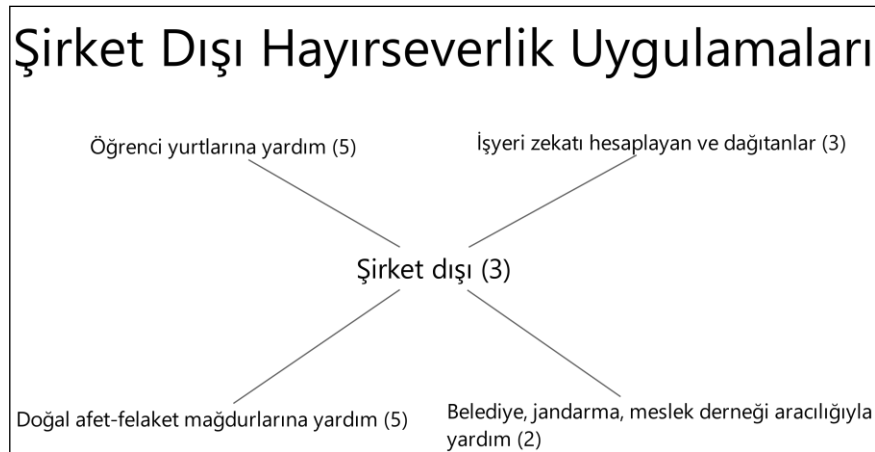 Şirket Dışı Hayırseverlik Uygulamaları
Öğrenci yurtlarına yardım (5)
İşyeri zekatı hesaplayan ve dağıtanlar (3)
Şirket dışı (3)
Doğal afet-felaket mağdurlarına yardım (5)
Belediye, jandarma, meslek derneği aracılığıyla
yardım (2)